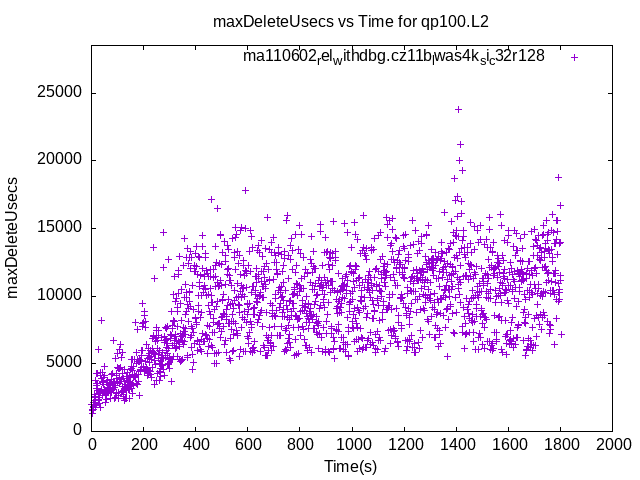 maxDeleteUsecs vs Time for qp100.L2
ma110602relwithdbg.cz11bbwas4ksic32r128
25000
20000
15000
10000
5000
0
maxDeleteUsecs
0 200 400 600 800 1000 1200 1400 1600 1800 2000
Time(s)